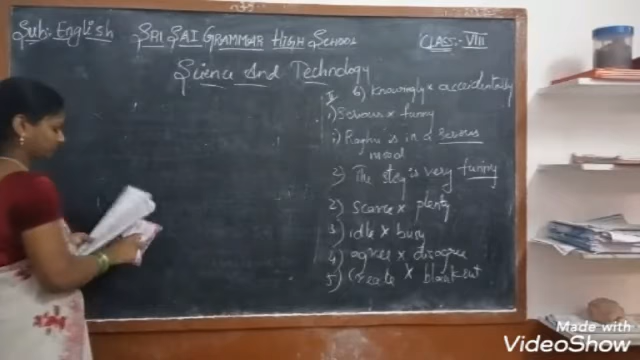 Sub:- English
SRI SAI GRAMMAR HIGH SCHOOL
CLASS:- VIII
Science And Technology
II
6) Knowingly x accidentally
1) Serious x funny
1) Raghu is in a serious
mood
2) The story is very funny
2) Scarce x plenty
3) idle x busy
4) agree x disagree
5) Create x
Made with
VideoShow